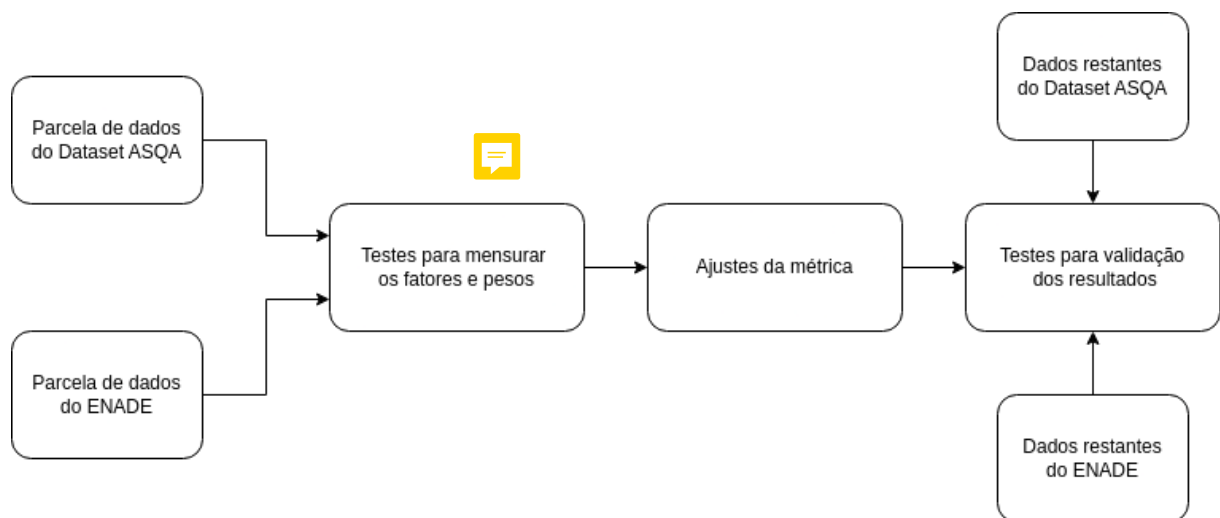 Parcela de dados
do Dataset ASQA
Parcela de dados
do ENADE
Testes para mensurar
os fatores e pesos
Ajustes da métrica
Dados restantes
do Dataset ASQA
Testes para validação
dos resultados
Dados restantes
do ENADE